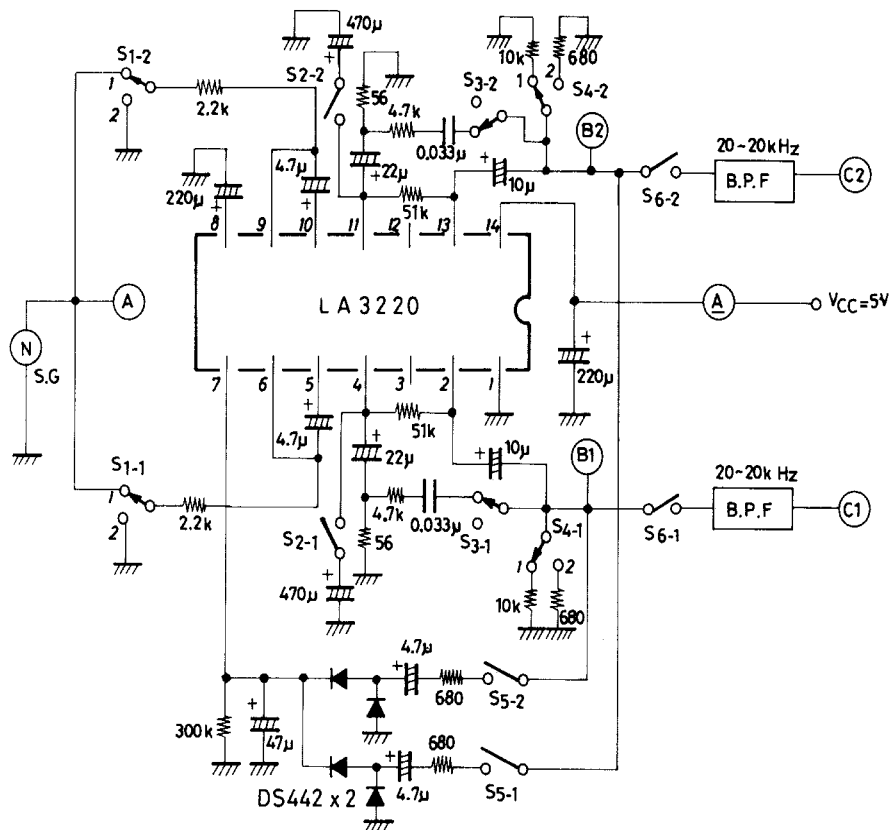 470μ
+
10k
680
S1-2
1
2
S2-2
56
S3-2
1
2
S4-2
4.7k
B2
2.2k
0.033μ
20~20kHz
B.P.F
C2
220μ
+
4.7μ
+
22μ
+
51k
+
10μ
S6-2
8
9
10
11
12
13
14
N
S.G
A
LA3220
A
VCC=5V
+
220μ
7
6
5
4
3
2
1
4.7μ
+
51k
+
22μ
+
10μ
B1
20~20k Hz
B.P.F
C1
S1-1
1
2
2.2k
4.7k
0.033μ
S3-1
S4-1
S6-1
S2-1
56
1
2
470μ
+
10k
680
4.7μ
+
680
S5-2
300k
+
47μ
680
+
4.7μ
S5-1
DS442 x 2